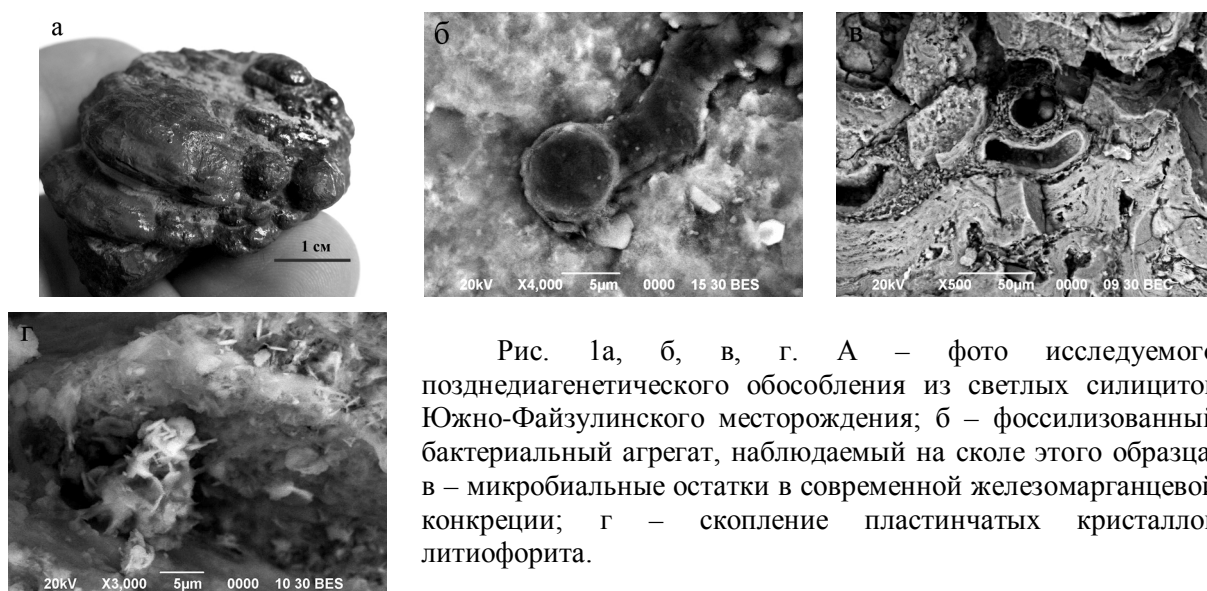 а
1 см
б
20kV X4,000 5µm 0000 15 30 BES
в
20kV X500 50µm 0000 09 30 BEC
г
20kV X3,000 5µm 0000 10 30 BES
Рис. 1а, б, в, г. А – фото исследуемого
позднедиагенетического обособления из светлых силицито
Южно-Файзулинского месторождения; б – фоссилизованный
бактериальный агрегат, наблюдаемый на сколе этого образца
в – микробиальные остатки в современной железомарганцевой
конкреции; г – скопление пластинчатых кристалло
литиофорита.